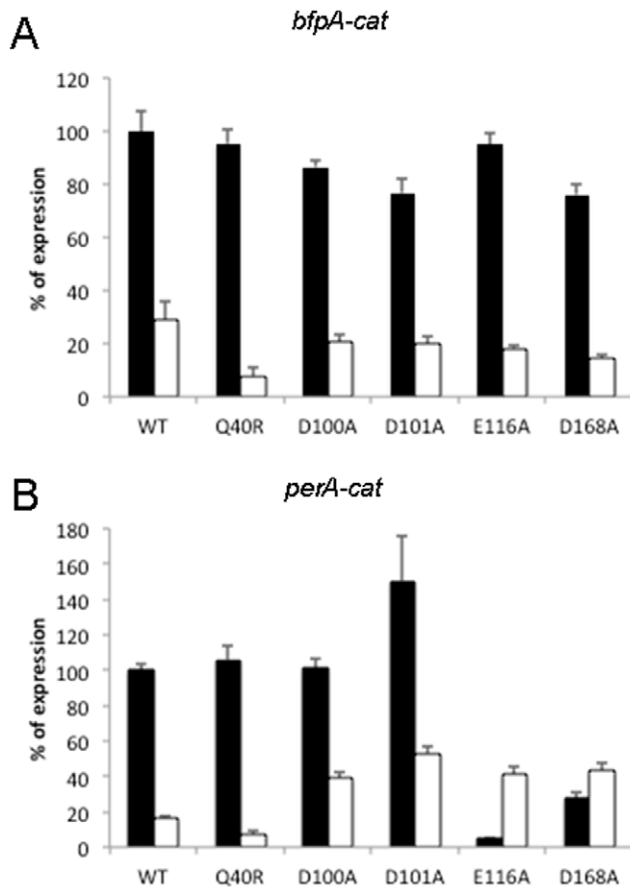 A
bfpA-cat
120
100
80
60
40
20
0
% of expression
WT Q40R D100A D101A E116A D168A
B
perA-cat
180
160
140
120
100
80
60
40
20
0
% of expression
WT Q40R D100A D101A E116A D168A